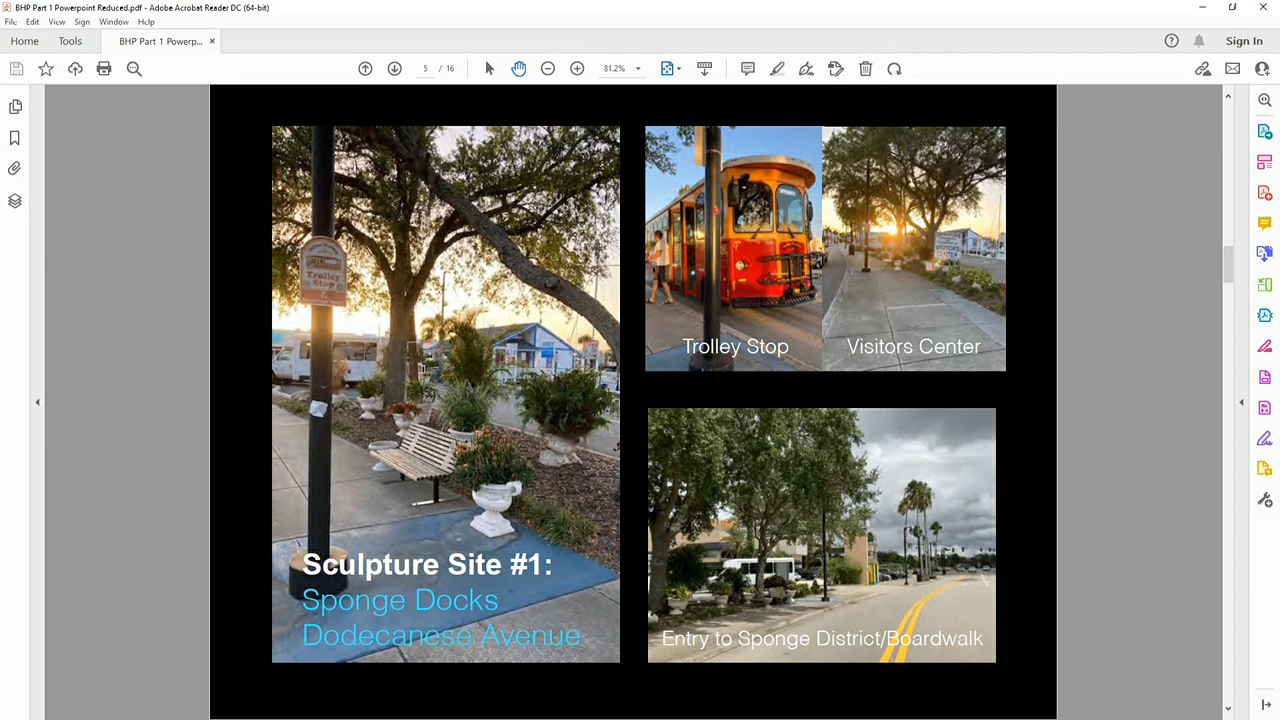 BHP Part 1 Powerpoint Reduced.pdf - Adobe Acrobat Reader DC (64-bit)
File Edit View Sign Window Help
Home Tools BHP Part 1 Powerp... ×
Sign In
5 / 16
81.2%
Trolley
Stop
VISITORS
CENTER
Trolley Stop
Visitors Center
Sculpture Site #1:
Sponge Docks
Dodecanese Avenue
Entry to Sponge District/Boardwalk